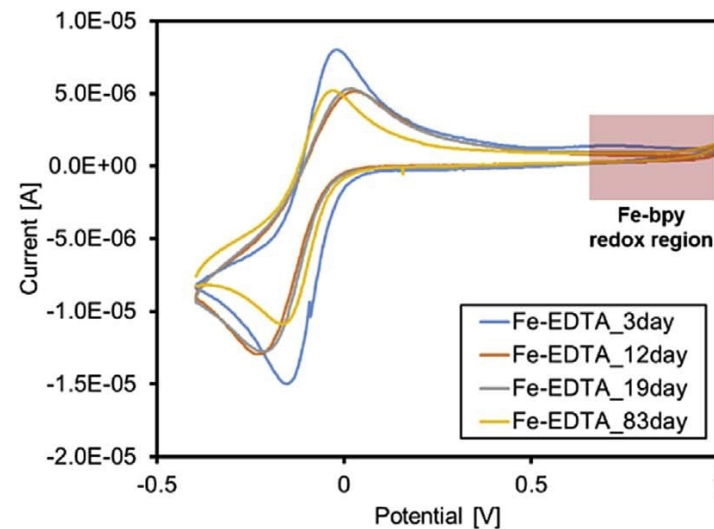 1.0E-05
5.0E-06
0.0E+00
-5.0E-06
-1.0E-05
-1.5E-05
-2.0E-05
Current [A]
Fe-bpy
redox region
Fe-EDTA_3day
Fe-EDTA_12day
Fe-EDTA_19day
Fe-EDTA_83day
-0.5
0
0.5
Potential [V]